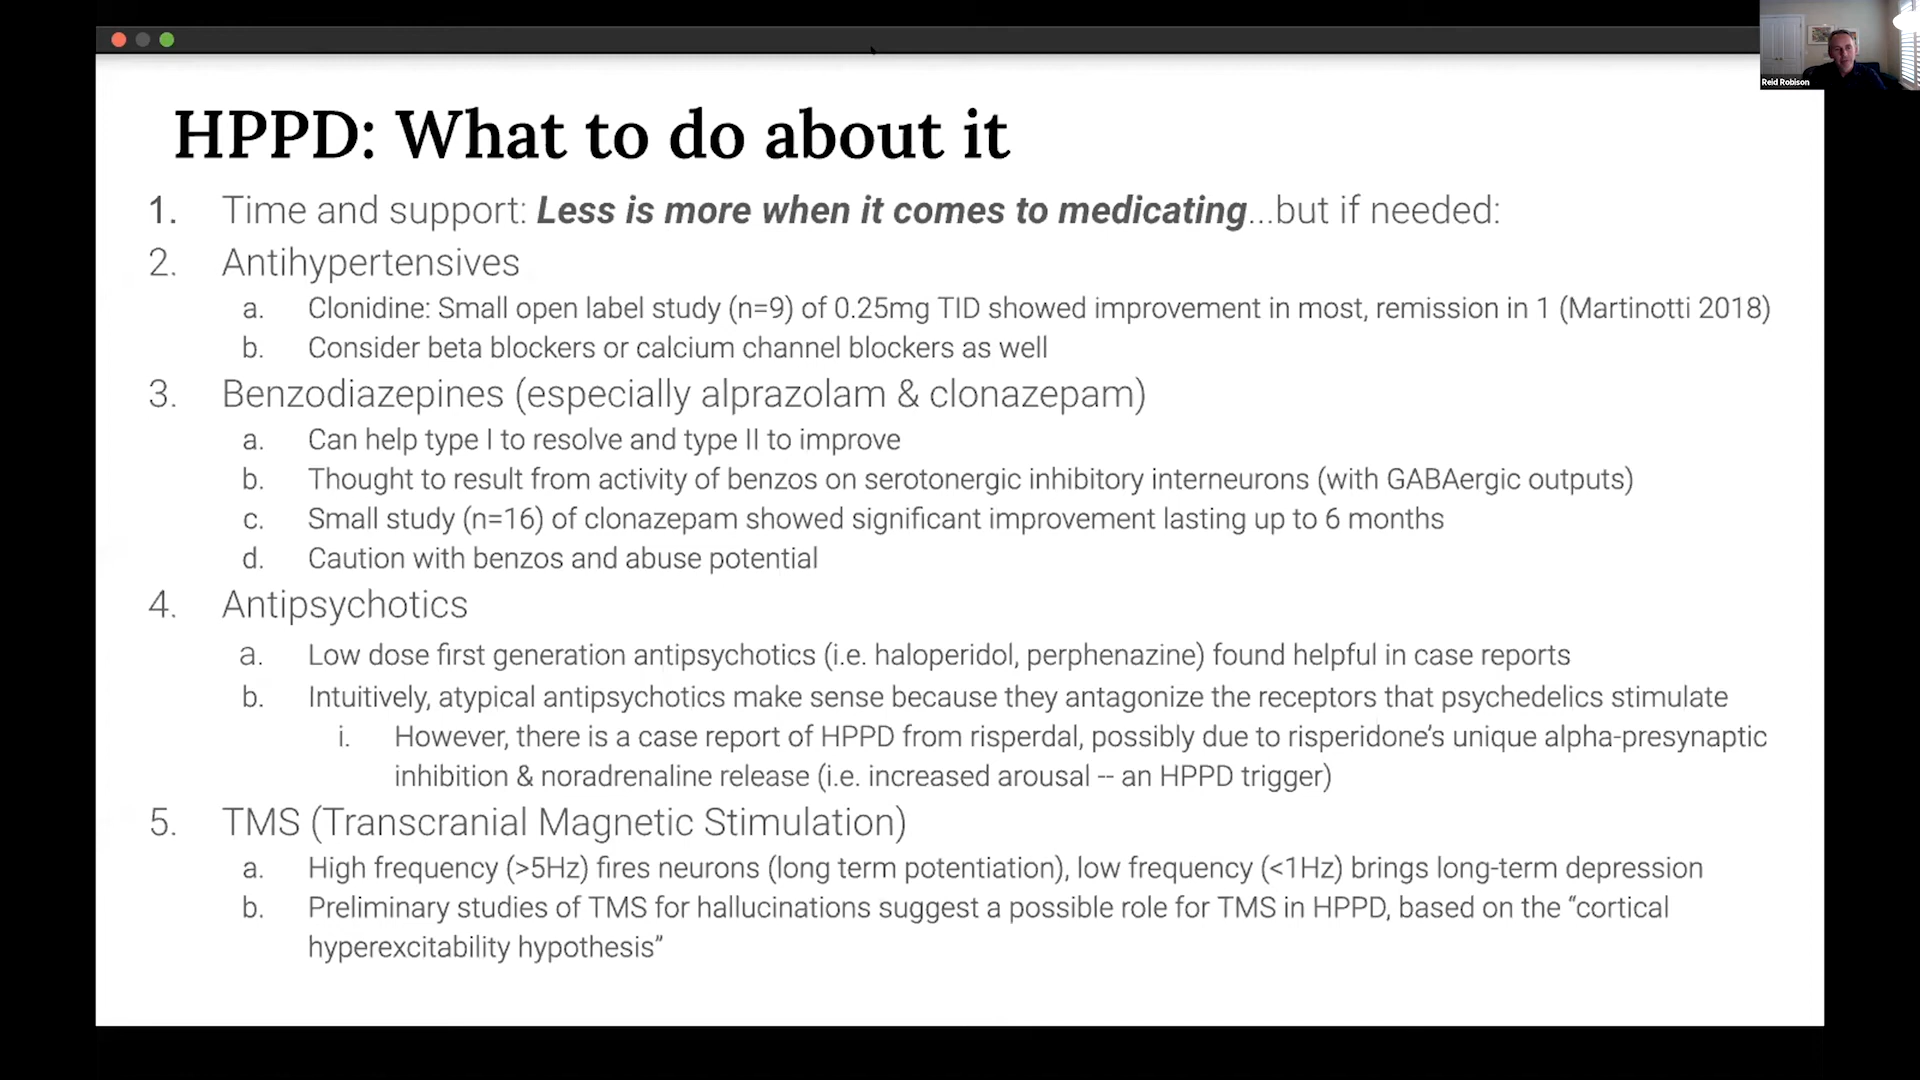 Reid Robison
HPPD: What to do about it
1. Time and support: Less is more when it comes to medicating...but if needed:
2. Antihypertensives
a. Clonidine: Small open label study (n=9) of 0.25mg TID showed improvement in most, remission in 1 (Martinotti 2018)
b. Consider beta blockers or calcium channel blockers as well
3. Benzodiazepines (especially alprazolam & clonazepam)
a. Can help type I to resolve and type II to improve
b. Thought to result from activity of benzos on serotonergic inhibitory interneurons (with GABAergic outputs)
c. Small study (n=16) of clonazepam showed significant improvement lasting up to 6 months
d. Caution with benzos and abuse potential
4. Antipsychotics
a. Low dose first generation antipsychotics (i.e. haloperidol, perphenazine) found helpful in case reports
b. Intuitively, atypical antipsychotics make sense because they antagonize the receptors that psychedelics stimulate
i. However, there is a case report of HPPD from risperdal, possibly due to risperidone's unique alpha-presynaptic
inhibition & noradrenaline release (i.e. increased arousal -- an HPPD trigger)
5. TMS (Transcranial Magnetic Stimulation)
a. High frequency (>5Hz) fires neurons (long term potentiation), low frequency (<1Hz) brings long-term depression
b. Preliminary studies of TMS for hallucinations suggest a possible role for TMS in HPPD, based on the “cortical
hyperexcitability hypothesis”